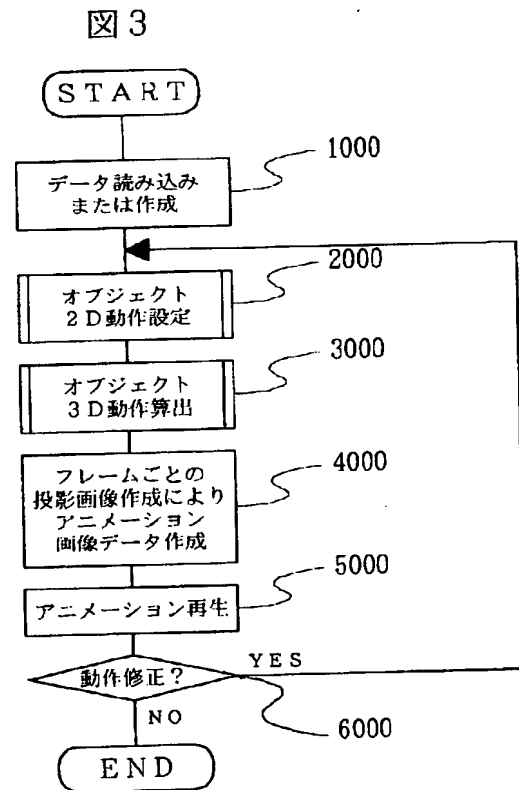 図3
START
データ読み込み
または作成
1000
オブジェクト
2D動作設定
2000
オブジェクト
3D動作算出
3000
フレームごとの
投影画像作成により
アニメーション
画像データ作成
4000
アニメーション再生
5000
動作修正？
YES
NO
6000
END